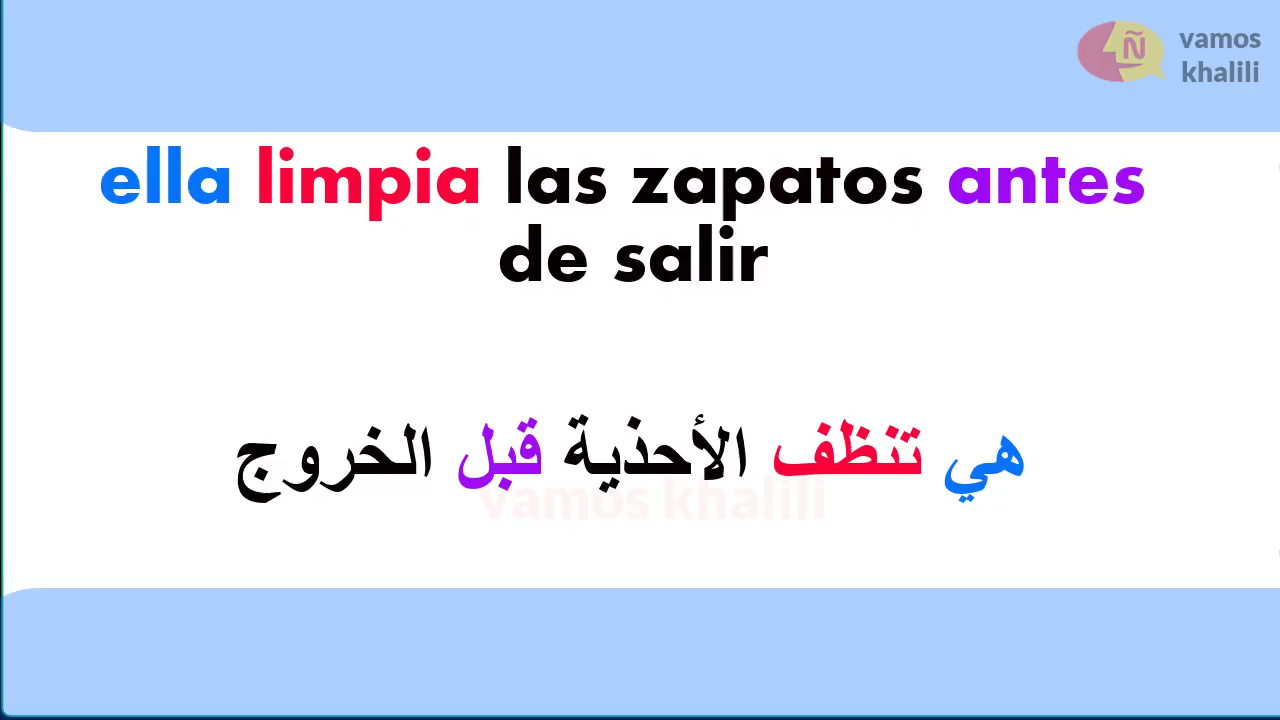 Ñ vamos
khalili
ella limpia las zapatos antes
de salir
هي تنظف الأحذية قبل الخروج
vamos khalili